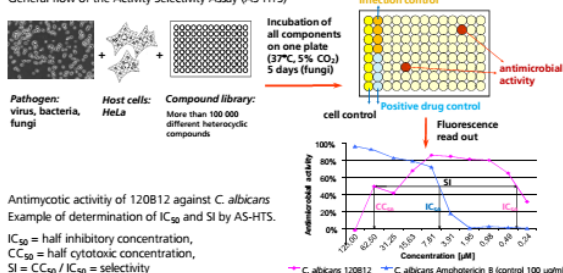 General flow of the Activity selectivity Assay (AS-HTS)
infection control
Incubation of
all components
on one plate
(37°C, 5% CO₂)
5 days (fungi)
+
+
antimicrobial
activity
Pathogen:
virus, bacteria,
fungi
Host cells:
HeLa
Compound library:
More than 100 000
different heterocyclic
compounds
cell control
Positive drug control
Fluorescence
read out
Antimicrobial activity
100%
80%
60%
40%
20%
0%
SI
CC₅₀
IC₅₀
IC₅₀
125,00
62,50
31,25
15,63
7,81
3,91
1,95
0,98
0,49
0,24
Concentration [µM]
C. albicans 120B12
C. albicans Amphotericin B (control 100 µg/ml)
Antimycotic activitiy of 120B12 against C. albicans
Example of determination of IC₅₀ and SI by AS-HTS.
IC₅₀ = half inhibitory concentration,
CC₅₀ = half cytotoxic concentration,
SI = CC₅₀ / IC₅₀ = selectivity